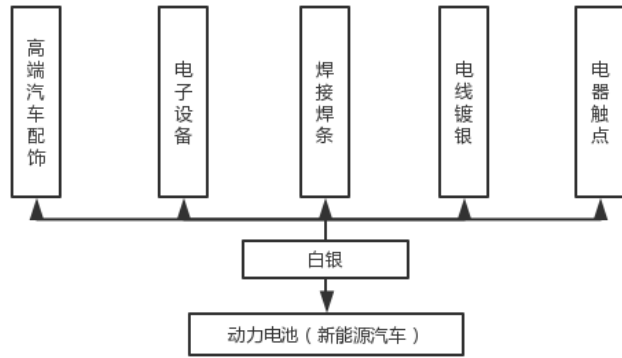 高端汽车配饰
电子设备
焊接焊条
电线镀银
电器触点
白银
动力电池（新能源汽车）